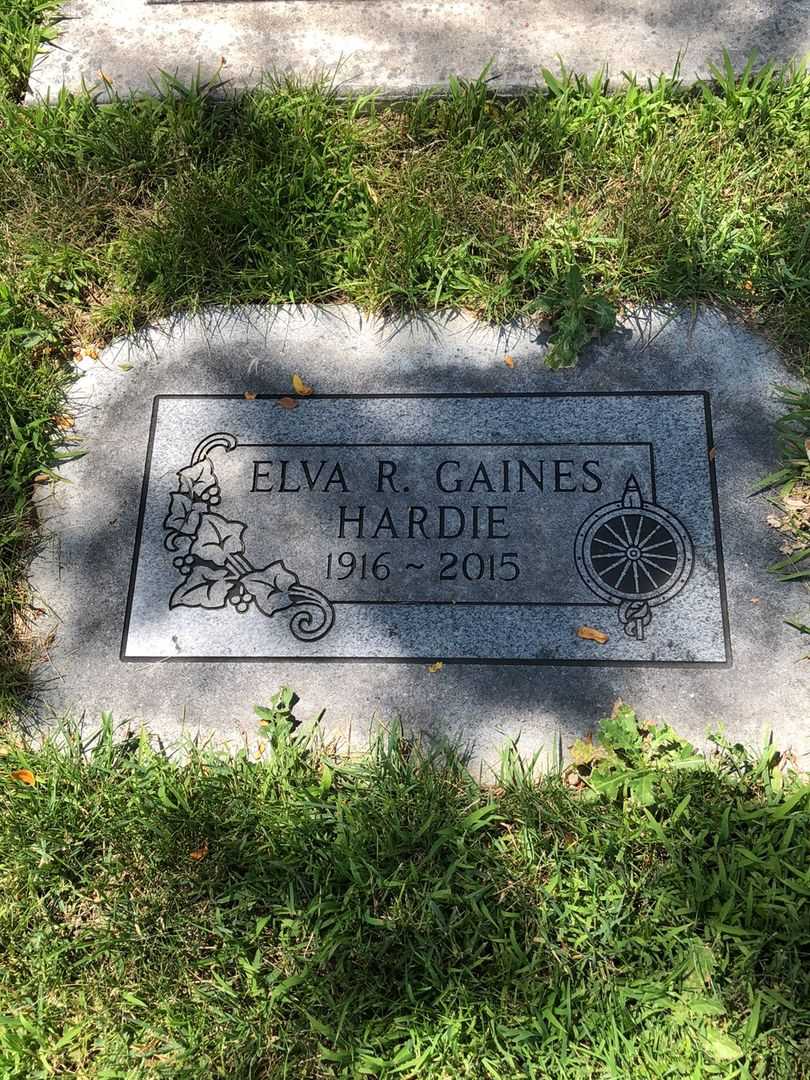 ELVA R. GAINES
HARDIE
1916 ~ 2015